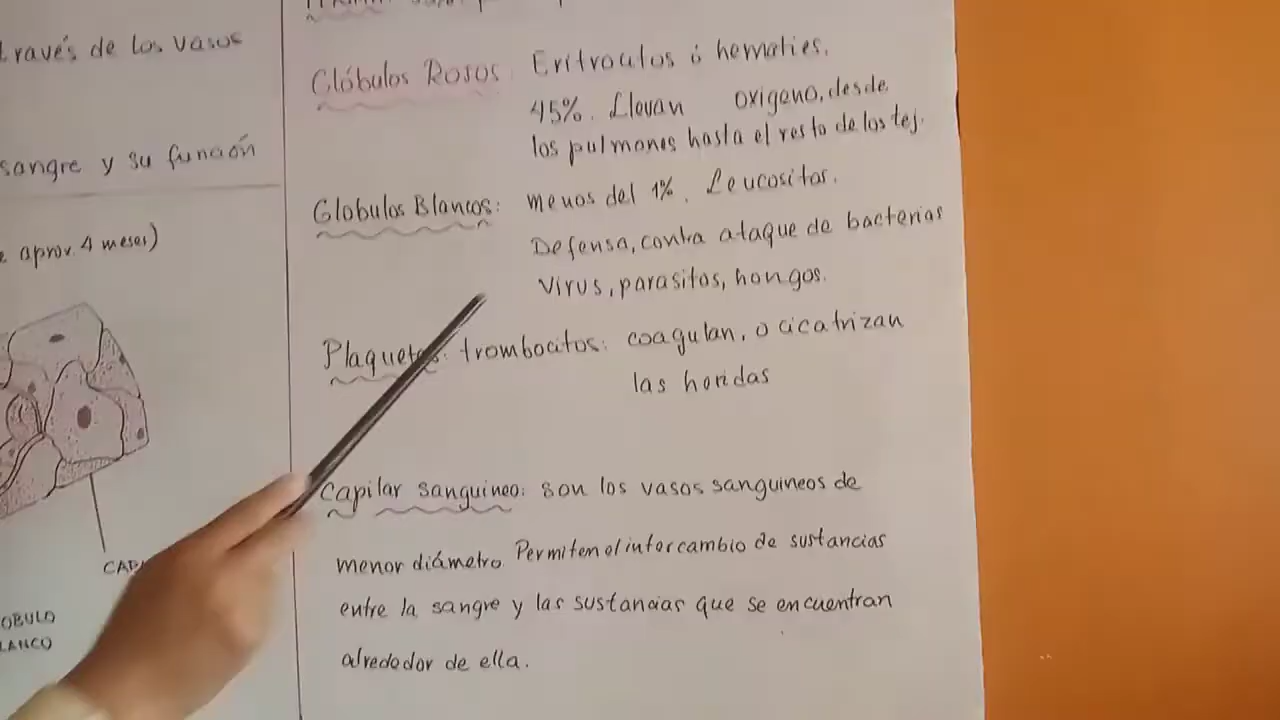 través de los vasos
sangre y su función
aprox. 4 meses)
OBULO
LANCO
Glóbulos Rosos: Eritrocitos ó hematies.
45%. Llevan oxigeno, desde
los pulmones hasta el resto de los tej.
Globulos Blancos: menos del 1%. Leucositos.
Defensa, contra ataque de bacterias
virus, parasitos, hongos.
Plaquetas: trombocitos: coagulan, o cicatrizan
las heridas
Capilar sanguineo: son los vasos sanguineos de
menor diámetro. Permiten el intercambio de sustancias
entre la sangre y las sustancias que se encuentran
alrededor de ella.